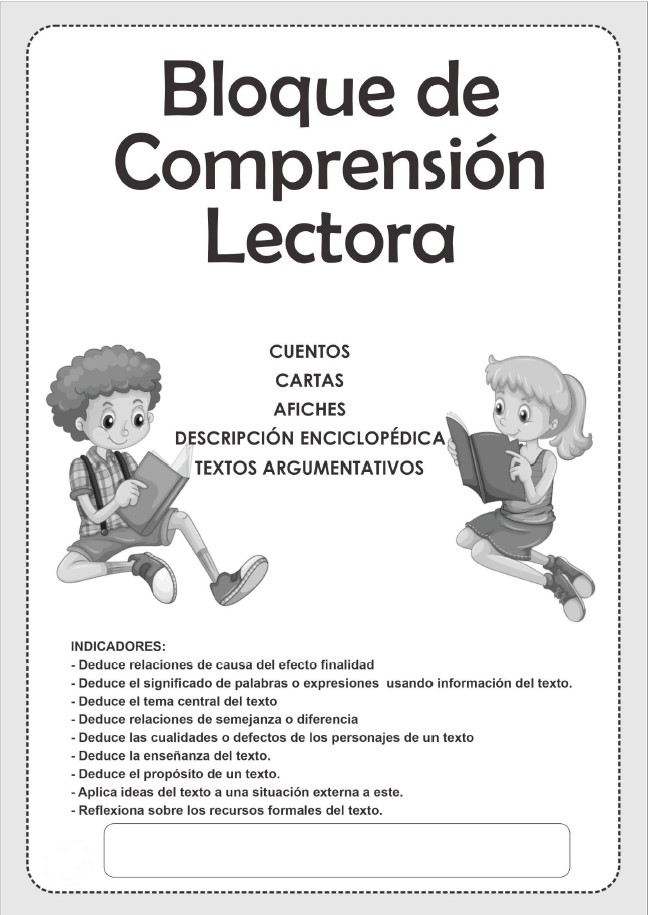 Bloque de
Comprensión
Lectora
CUENTOS
CARTAS
AFICHES
DESCRIPCIÓN ENCICLOPÉDICA
TEXTOS ARGUMENTATIVOS
INDICADORES:
- Deduce relaciones de causa del efecto finalidad
- Deduce el significado de palabras o expresiones usando información del texto.
- Deduce el tema central del texto
- Deduce relaciones de semejanza o diferencia
- Deduce las cualidades o defectos de los personajes de un texto
- Deduce la enseñanza del texto.
- Deduce el propósito de un texto.
- Aplica ideas del texto a una situación externa a este.
- Reflexiona sobre los recursos formales del texto.